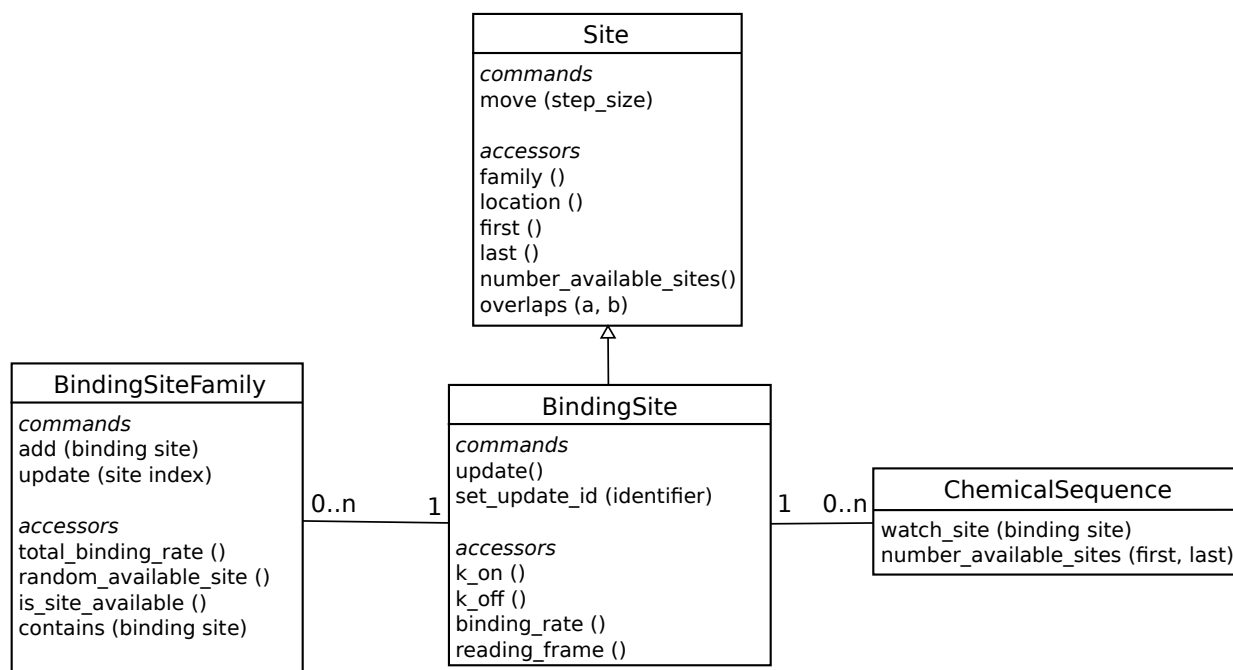 Site
commands
move (step_size)
accessors
family ()
location ()
first ()
last ()
number_available_sites()
overlaps (a, b)
BindingSiteFamily
commands
add (binding site)
update (site index)
accessors
total_binding_rate ()
random_available_site ()
is_site_available ()
contains (binding site)
0..n
1
BindingSite
commands
update()
set_update_id (identifier)
accessors
k_on ()
k_off ()
binding_rate ()
reading_frame ()
1
0..n
ChemicalSequence
watch_site (binding site)
number_available_sites (first, last)